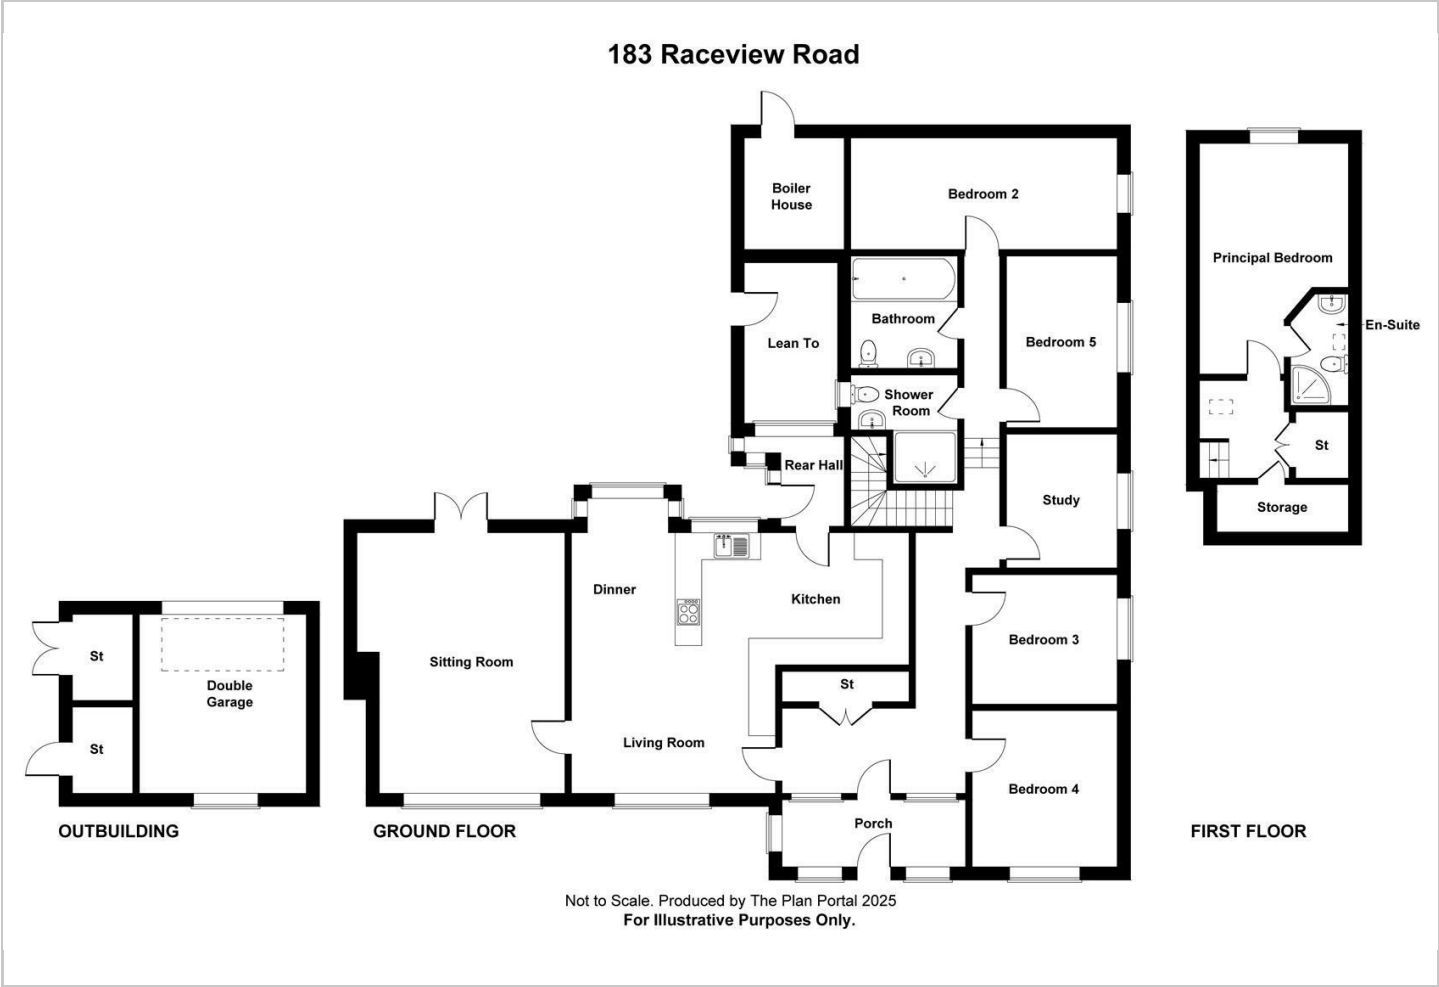 183 Raceview Road
Boiler
House
Bedroom 2
Principal Bedroom
Bathroom
En-Suite
Lean To
Bedroom 5
Shower
Room
St
Rear Hall
Study
Storage
Dinner
Kitchen
Bedroom 3
St
Sitting Room
St
Double
Garage
Living Room
St
Bedroom 4
Porch
OUTBUILDING
GROUND FLOOR
FIRST FLOOR
Not to Scale. Produced by The Plan Portal 2025
For Illustrative Purposes Only.